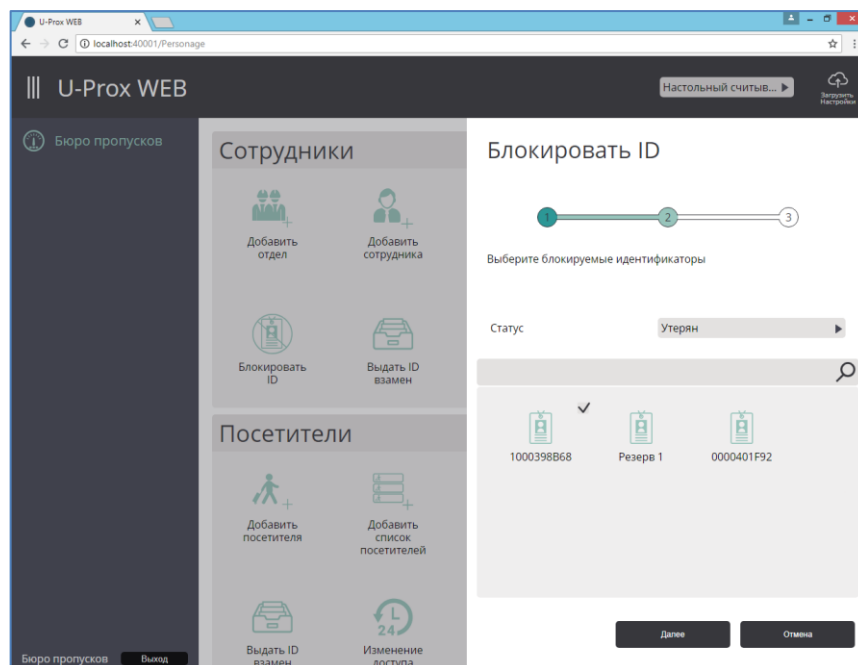 U-Prox WEB
localhost:40001/Personage
U-Prox WEB
Настольный считыв...
Загрузить
Настройки
Бюро пропусков
Сотрудники
Добавить
отдел
Добавить
сотрудника
Блокировать
ID
Выдать ID
взамен
Посетители
Добавить
посетителя
Добавить
список
посетителей
24
Выдать ID
взамен
Изменение
доступа
Бюро пропусков
Выход
Блокировать ID
1
2
3
Выберите блокируемые идентификаторы
Статус
Утерян
1000398B68
Резерв 1
0000401F92
Далее
Отмена